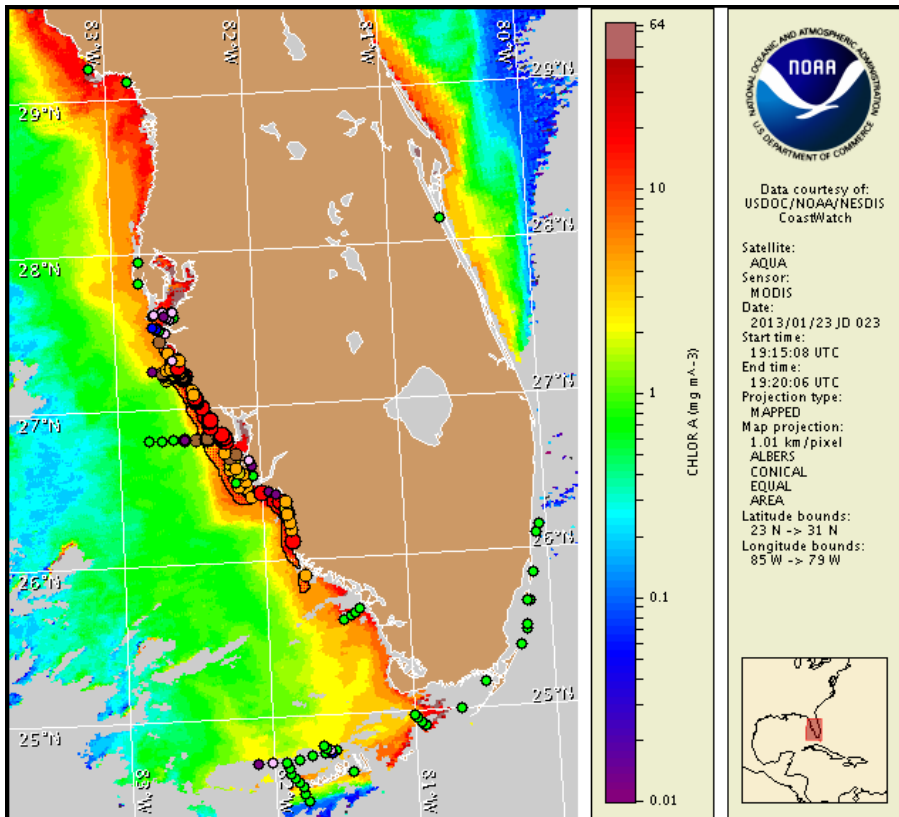 83°W
82°W
81°W
80°W
29°N
29°N
28°N
28°N
27°N
27°N
26°N
26°N
25°N
25°N
83°W
81°W
64
10
1
0.1
0.01
CHLOR A (mg m^-3)
NATIONAL OCEANIC AND ATMOSPHERIC ADMINISTRATION
NOAA
U.S. DEPARTMENT OF COMMERCE
Data courtesy of:
USDOC/NOAA/NESDIS
CoastWatch
Satellite:
AQUA
Sensor:
MODIS
Date:
2013/01/23 JD 023
Start time:
19:15:08 UTC
End time:
19:20:06 UTC
Projection type:
MAPPED
Map projection:
1.01 km/pixel
ALBERS
CONICAL
EQUAL
AREA
Latitude bounds:
23 N -> 31 N
Longitude bounds:
85 W -> 79 W